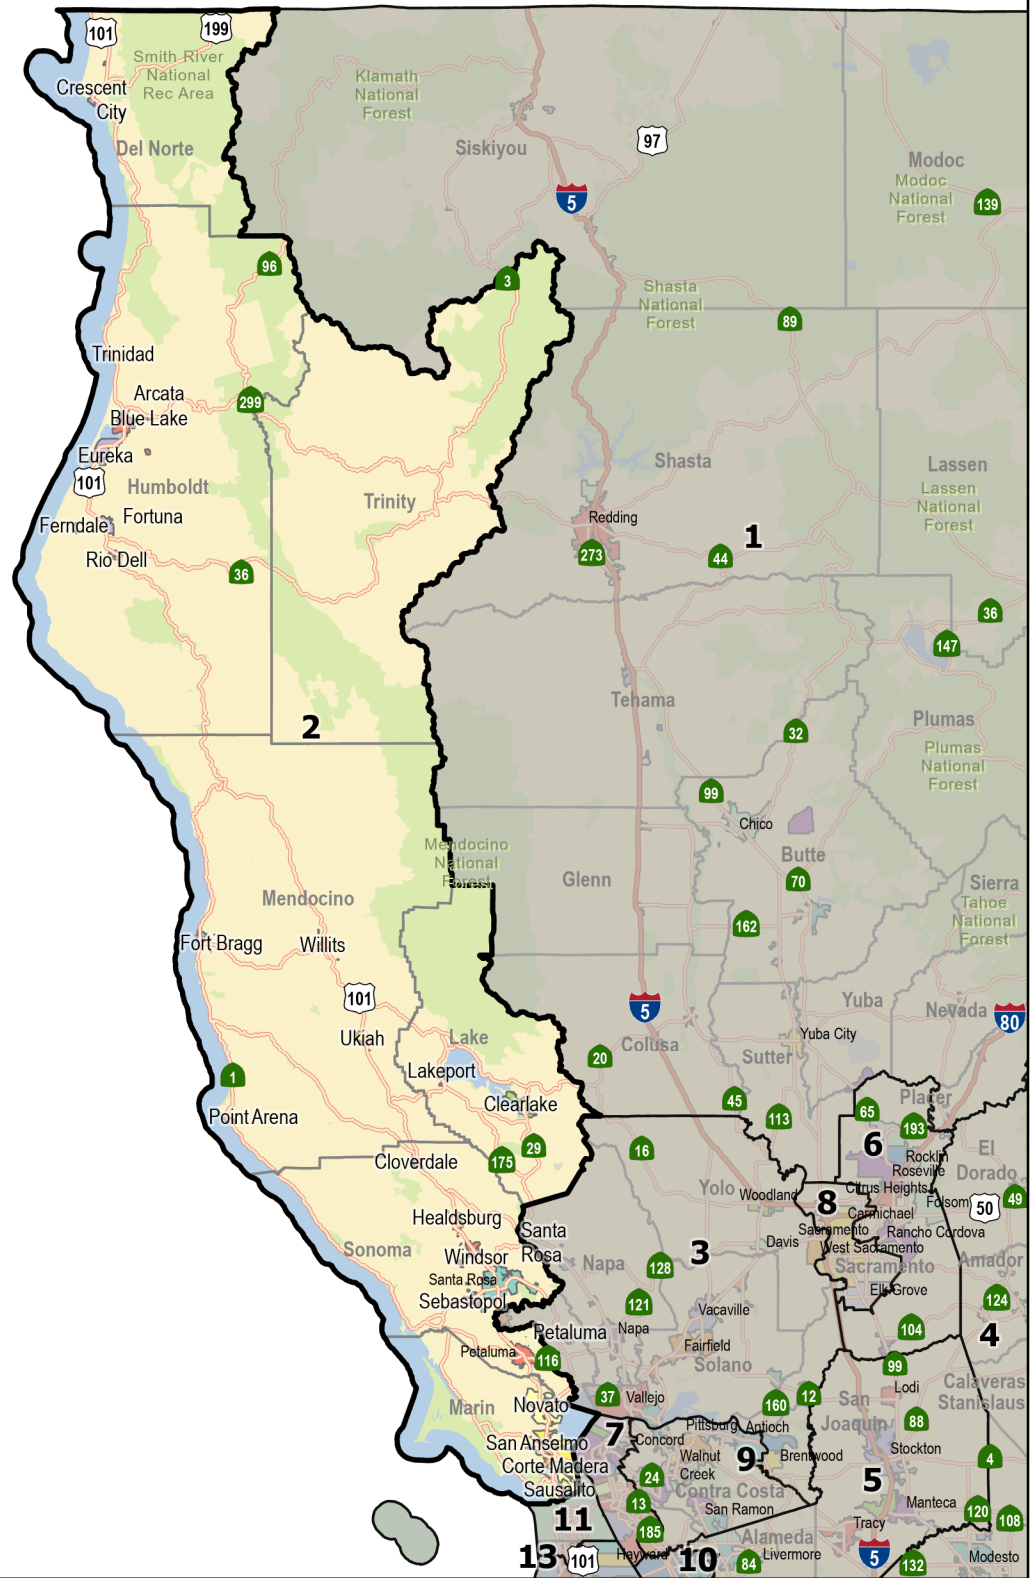 101
199
Smith River
National
Rec Area
Klamath
National
Forest
Crescent
City
Del Norte
Siskiyou
97
Modoc
Modoc
National
Forest
5
139
96
3
Shasta
National
Forest
89
Trinidad
Arcata
299
Blue Lake
Eureka
101
Humboldt
Trinity
Shasta
Lassen
Lassen
National
Forest
Ferndale
Fortuna
Redding
Rio Dell
273
44
1
36
36
147
2
Tehama
Plumas
32
Plumas
National
Forest
99
Chico
Mendocino
National
Forest
Butte
Glenn
70
Sierra
Tahoe
National
Forest
Mendocino
162
Fort Bragg
Willits
101
5
Yuba
Nevada
80
Ukiah
Lake
Colusa
Yuba City
20
Sutter
Lakeport
1
Clearlake
45
65
Placer
Point Arena
113
193
6
16
29
175
El
Dorado
Cloverdale
Rocklin
Roseville
Yolo
Woodland
Citrus Heights
Folsom
50
49
8
Healdsburg
Carmichael
Santa
Rosa
Sacramento
Rancho Cordova
Sonoma
Windsor
Davis
West Sacramento
3
Napa
128
Sacramento
Amador
Santa Rosa
Sebastopol
Elk Grove
121
Vacaville
124
Petaluma
Napa
104
4
Petaluma
116
Fairfield
Solano
99
Marin
Novato
37
Vallejo
160
12
Lodi
San
Joaquin
Calaveras
Stanislaus
88
7
Pittsburg
Antioch
San Anselmo
Concord
Walnut
Creek
9
Brentwood
Stockton
4
Corte Madera
24
5
Sausalito
Contra Costa
13
San Ramon
Manteca
120
108
11
185
Alameda
Tracy
13
101
Hayward
10
84
Livermore
5
132
Modesto